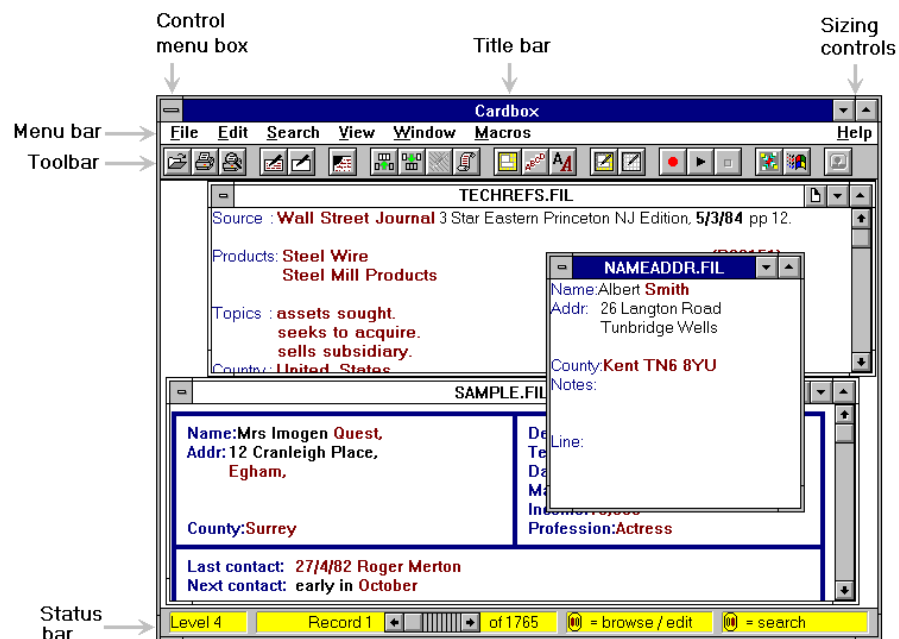 Control
menu box
Title bar
Sizing
controls
Cardbox
Menu bar
File Edit Search View Window Macros Help
Toolbar
TECHREFS.FIL
Source : Wall Street Journal 3 Star Eastern Princeton NJ Edition, 5/3/84 pp 12.
Products: Steel Wire
Steel Mill Products
Topics : assets sought.
seeks to acquire.
sells subsidiary.
Country : United States
NAMEADDR.FIL
Name:Albert Smith
Addr: 26 Langton Road
Tunbridge Wells
County:Kent TN6 8YU
Notes:
Line:
SAMPLE.FIL
Name:Mrs Imogen Quest,
Addr: 12 Cranleigh Place,
Egham,
County:Surrey
Profession:Actress
Last contact: 27/4/82 Roger Merton
Next contact: early in October
Status
bar
Level 4 Record 1 of 1765 = browse / edit = search